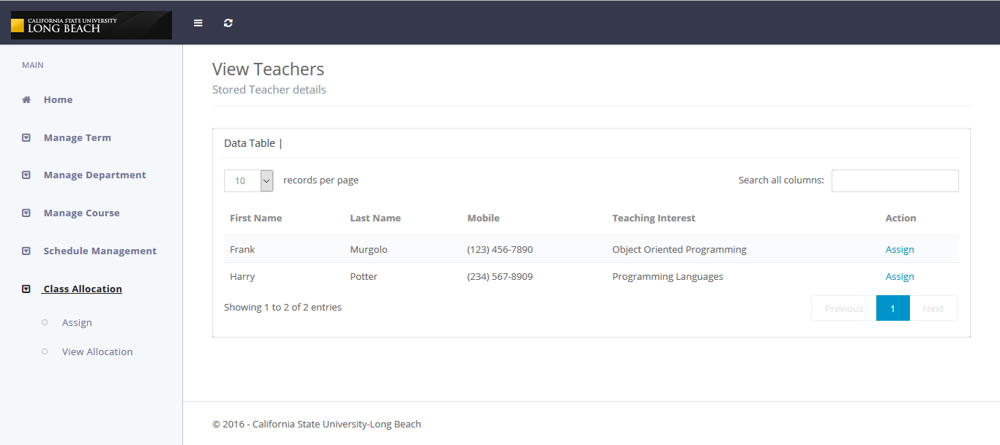 CALIFORNIA STATE UNIVERSITY
LONG BEACH
MAIN
Home
Manage Term
Manage Department
Manage Course
Schedule Management
Class Allocation
Assign
View Allocation
View Teachers
Stored Teacher details
Data Table |
10 records per page Search all columns:
First Name Last Name Mobile Teaching Interest Action
Frank Murgolo (123) 456-7890 Object Oriented Programming Assign
Harry Potter (234) 567-8909 Programming Languages Assign
Showing 1 to 2 of 2 entries Previous 1 Next
© 2016 - California State University-Long Beach